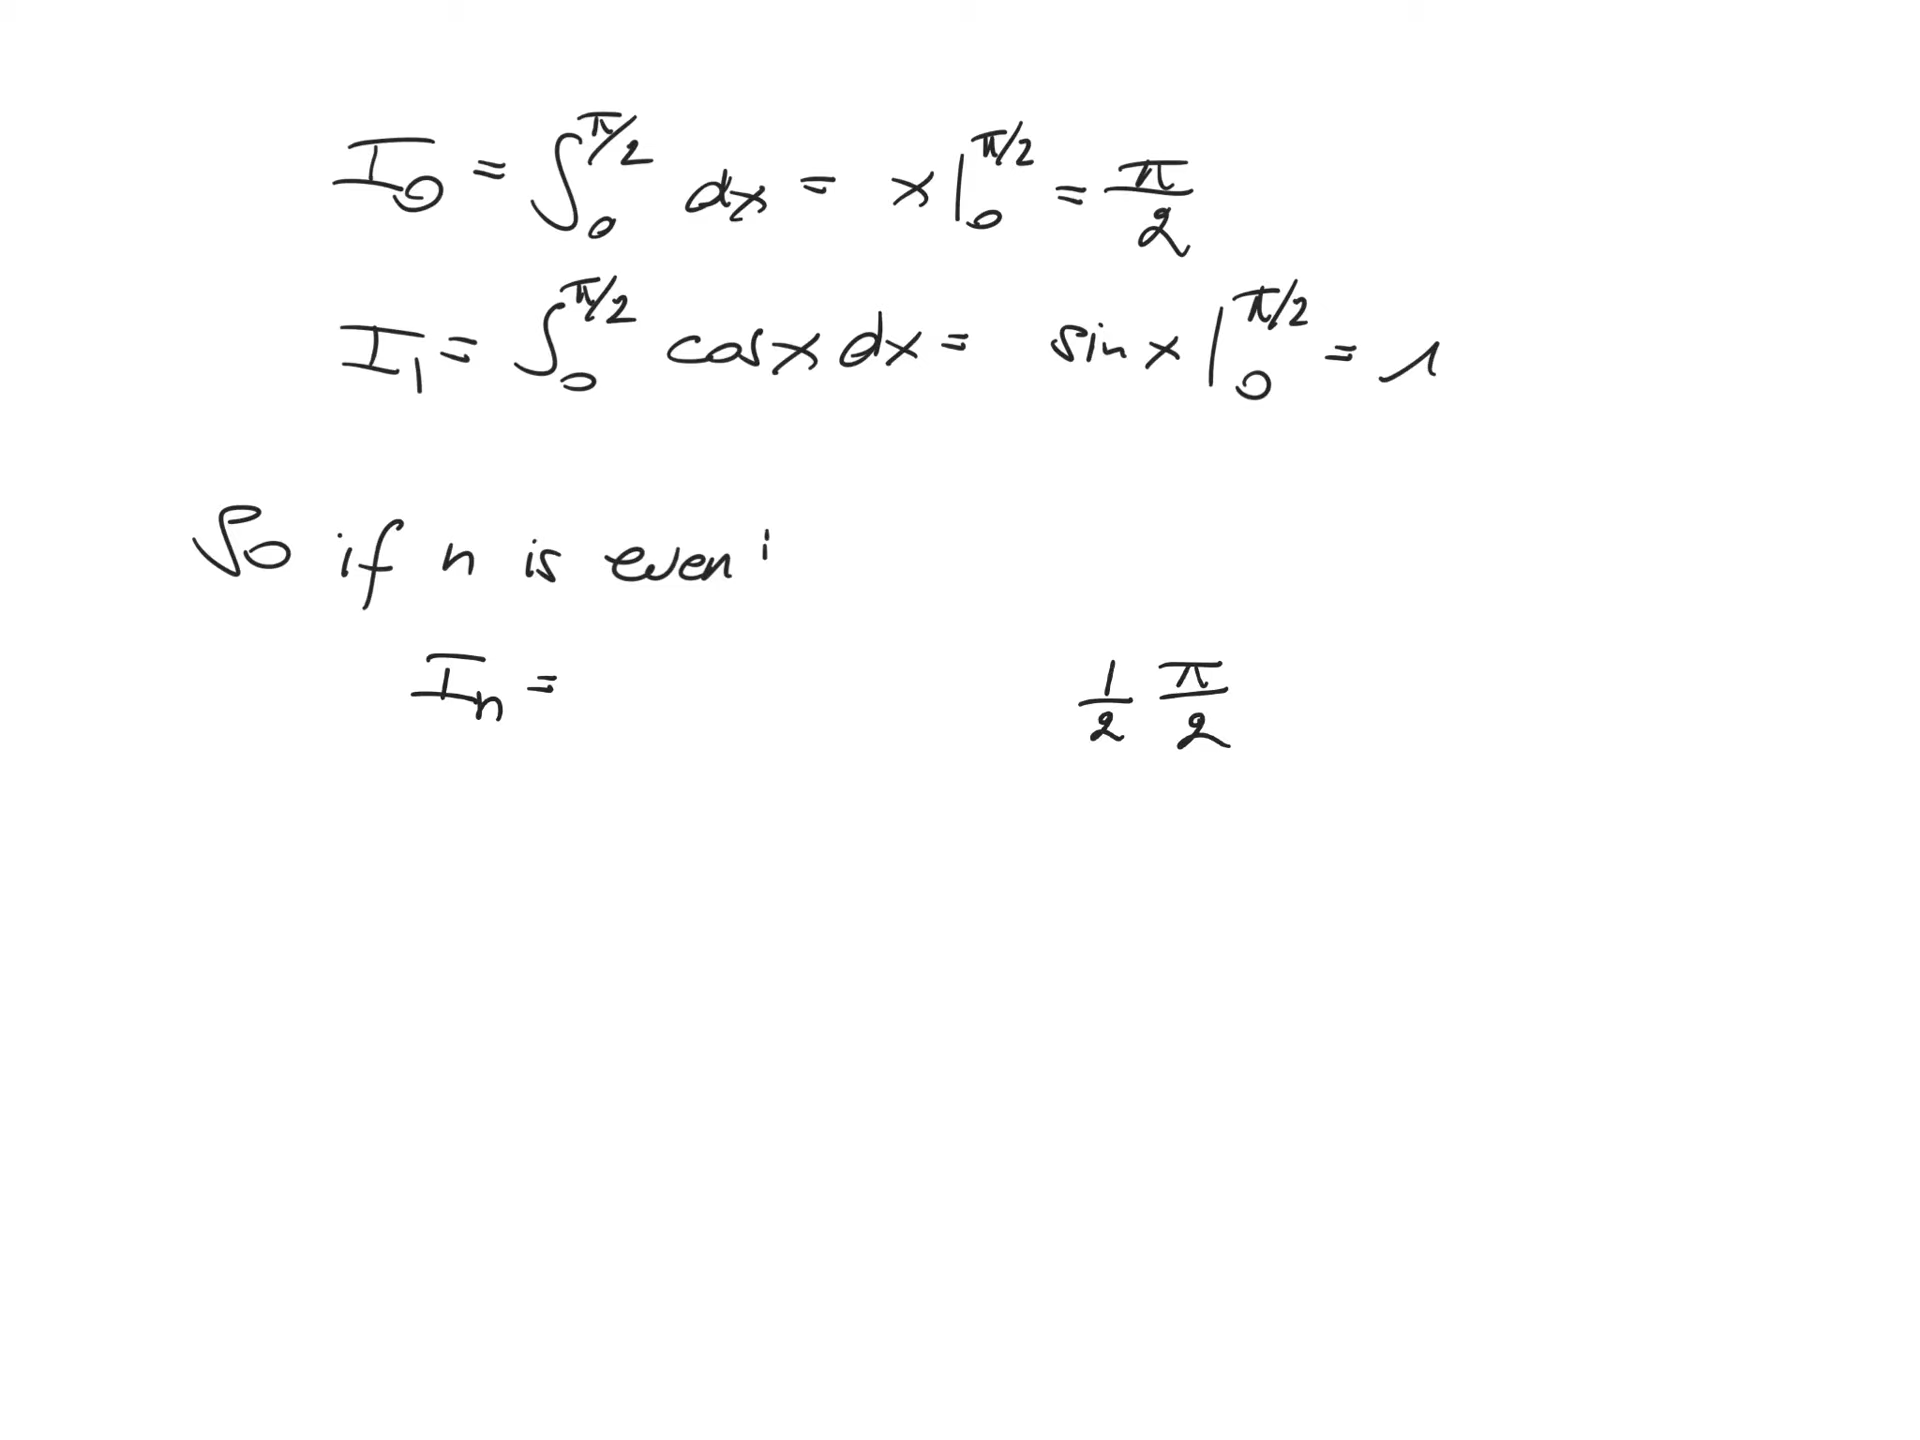 I₀ = ∫₀^{π/2} dx = x|₀^{π/2} = π/2
I₁ = ∫₀^{π/2} cos x dx = sin x|₀^{π/2} = 1
So if n is even:
Iₙ = 1/2 π/2